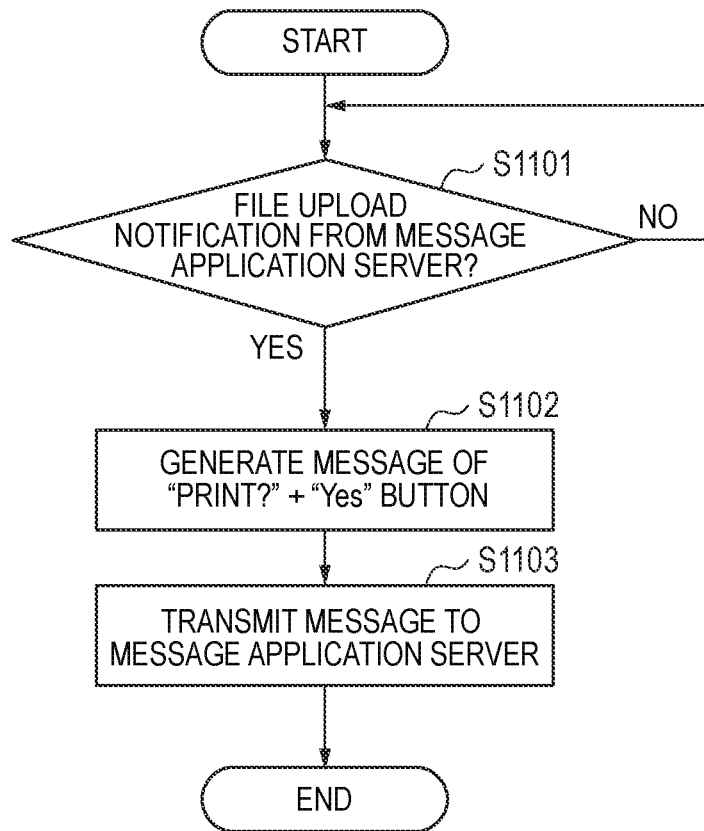 START
S1101
FILE UPLOAD
NOTIFICATION FROM MESSAGE
APPLICATION SERVER?
NO
YES
S1102
GENERATE MESSAGE OF
“PRINT?” + “Yes” BUTTON
S1103
TRANSMIT MESSAGE TO
MESSAGE APPLICATION SERVER
END